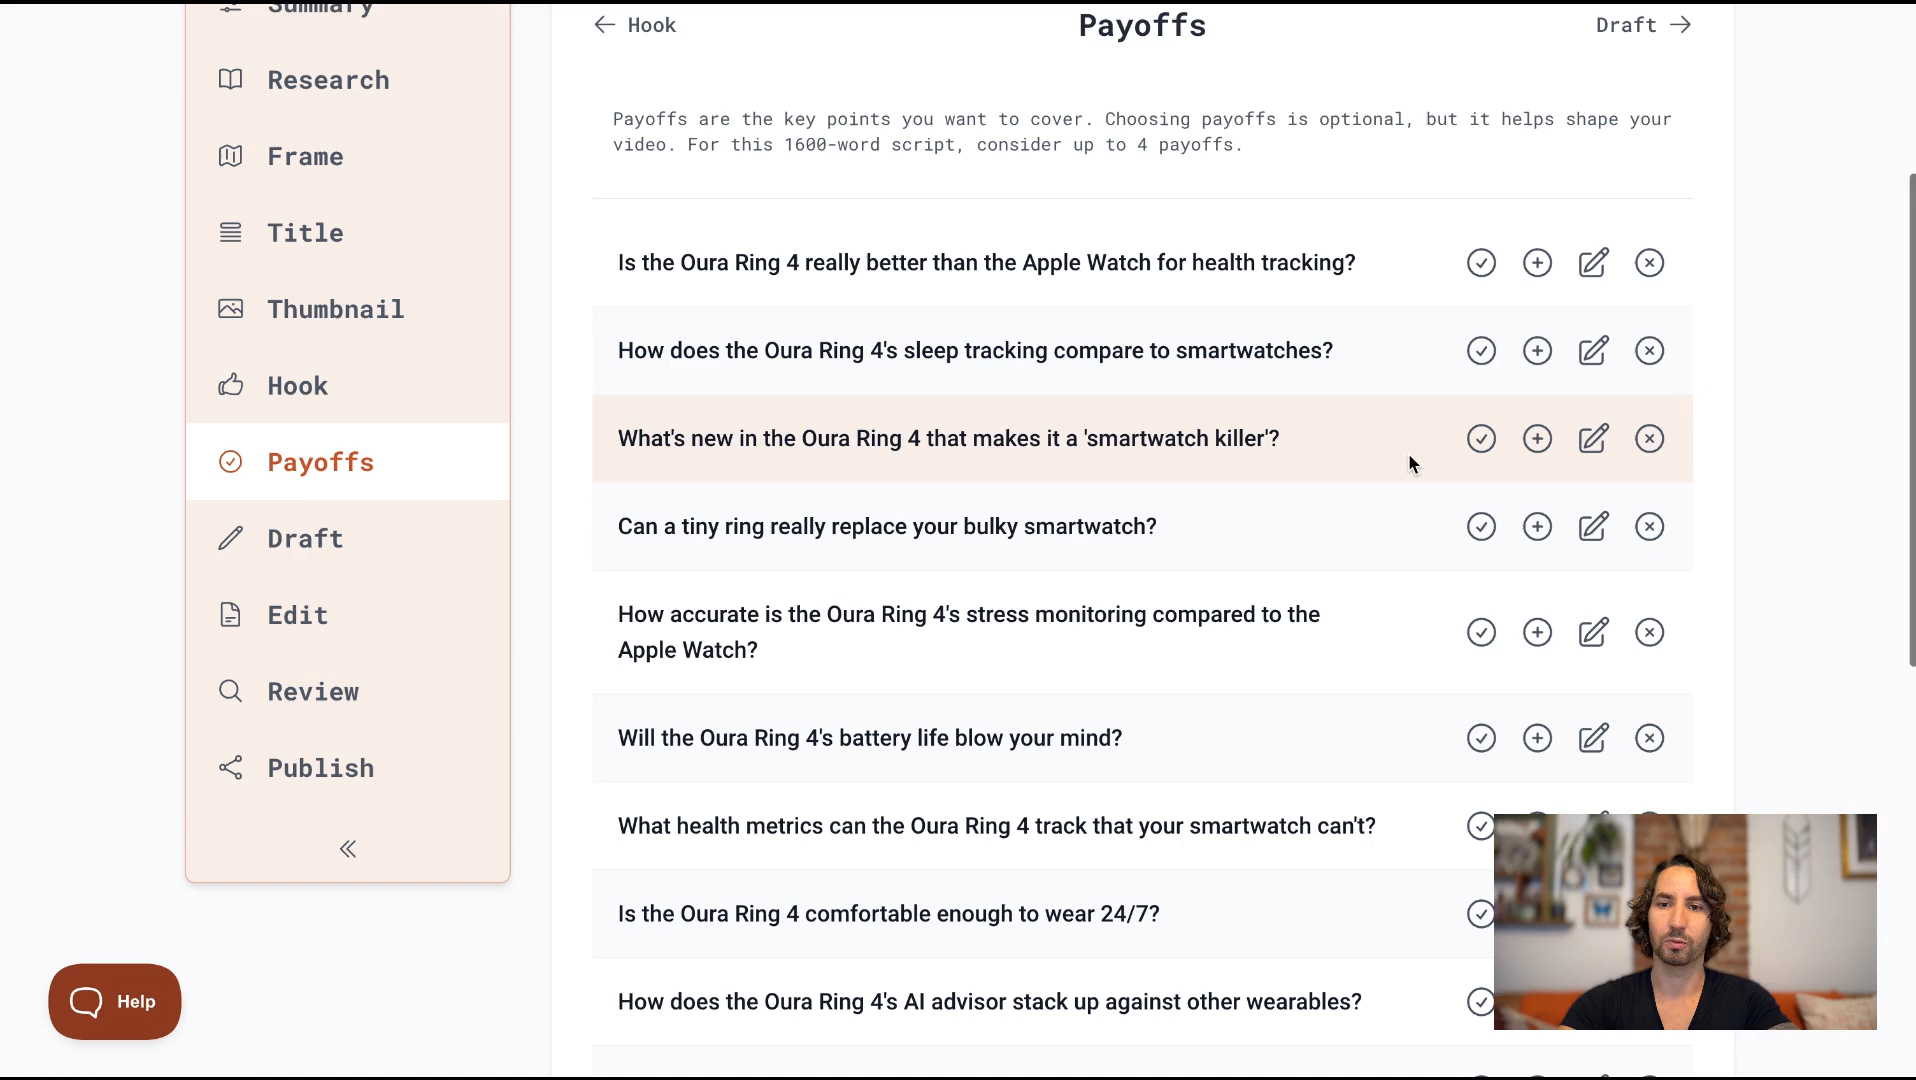 Summary
Research
Frame
Title
Thumbnail
Hook
Payoffs
Draft
Edit
Review
Publish
Help
Hook
Payoffs
Draft
Payoffs are the key points you want to cover. Choosing payoffs is optional, but it helps shape your
video. For this 1600-word script, consider up to 4 payoffs.
Is the Oura Ring 4 really better than the Apple Watch for health tracking?
How does the Oura Ring 4's sleep tracking compare to smartwatches?
What's new in the Oura Ring 4 that makes it a 'smartwatch killer'?
Can a tiny ring really replace your bulky smartwatch?
How accurate is the Oura Ring 4's stress monitoring compared to the
Apple Watch?
Will the Oura Ring 4's battery life blow your mind?
What health metrics can the Oura Ring 4 track that your smartwatch can't?
Is the Oura Ring 4 comfortable enough to wear 24/7?
How does the Oura Ring 4's AI advisor stack up against other wearables?